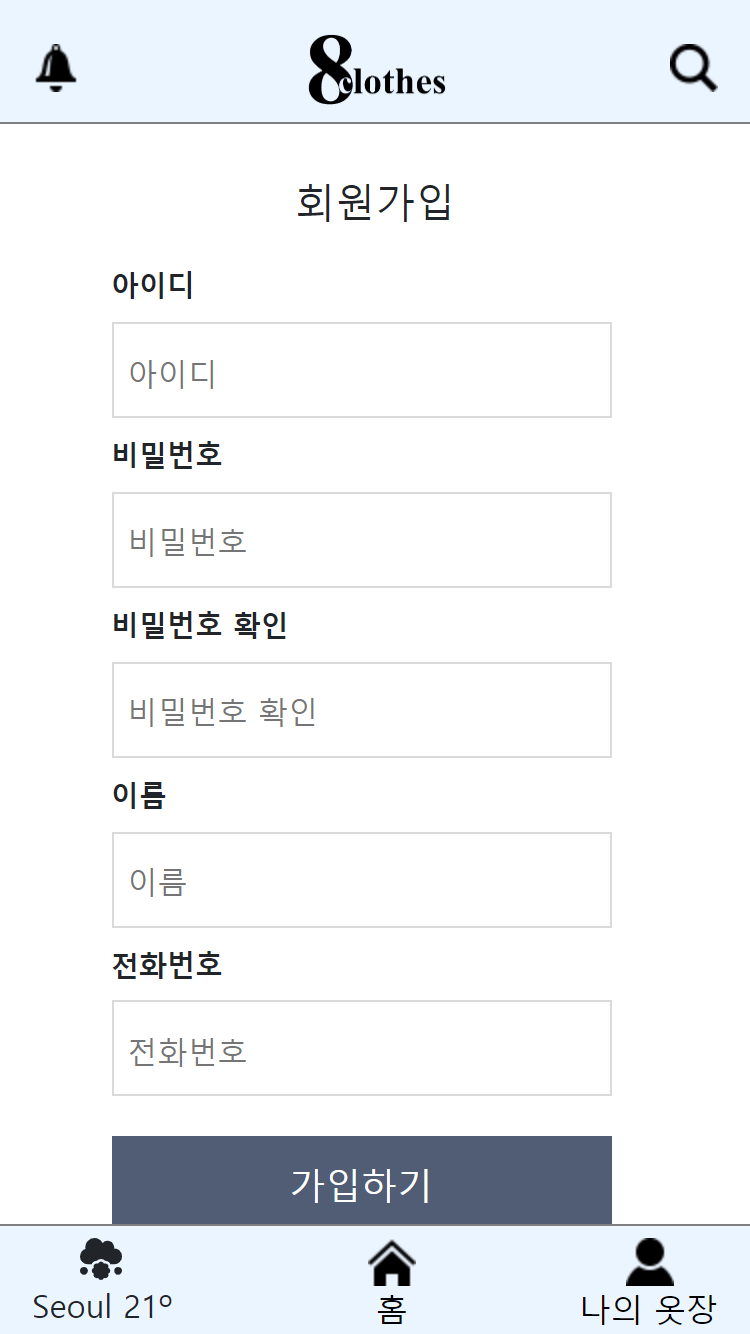 8clothes
회원가입
아이디
아이디
비밀번호
비밀번호
비밀번호 확인
비밀번호 확인
이름
이름
전화번호
전화번호
가입하기
Seoul 21º
홈
나의 옷장